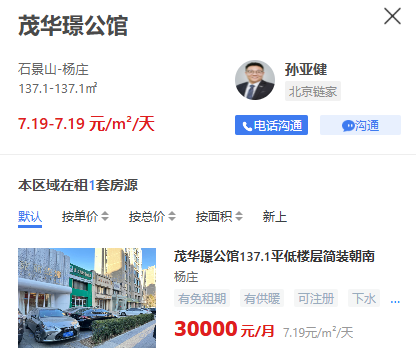 茂华璟公馆
石景山-杨庄
137.1-137.1㎡
7.19-7.19 元/m²/天
孙亚健
北京链家
电话沟通
沟通
本区域在租1套房源
默认 按单价 按总价 按面积 新上
茂华璟公馆137.1平低楼层简装朝南
杨庄
有免租期 有供暖 可注册 下水 ...
30000 元/月 7.19元/m²/天